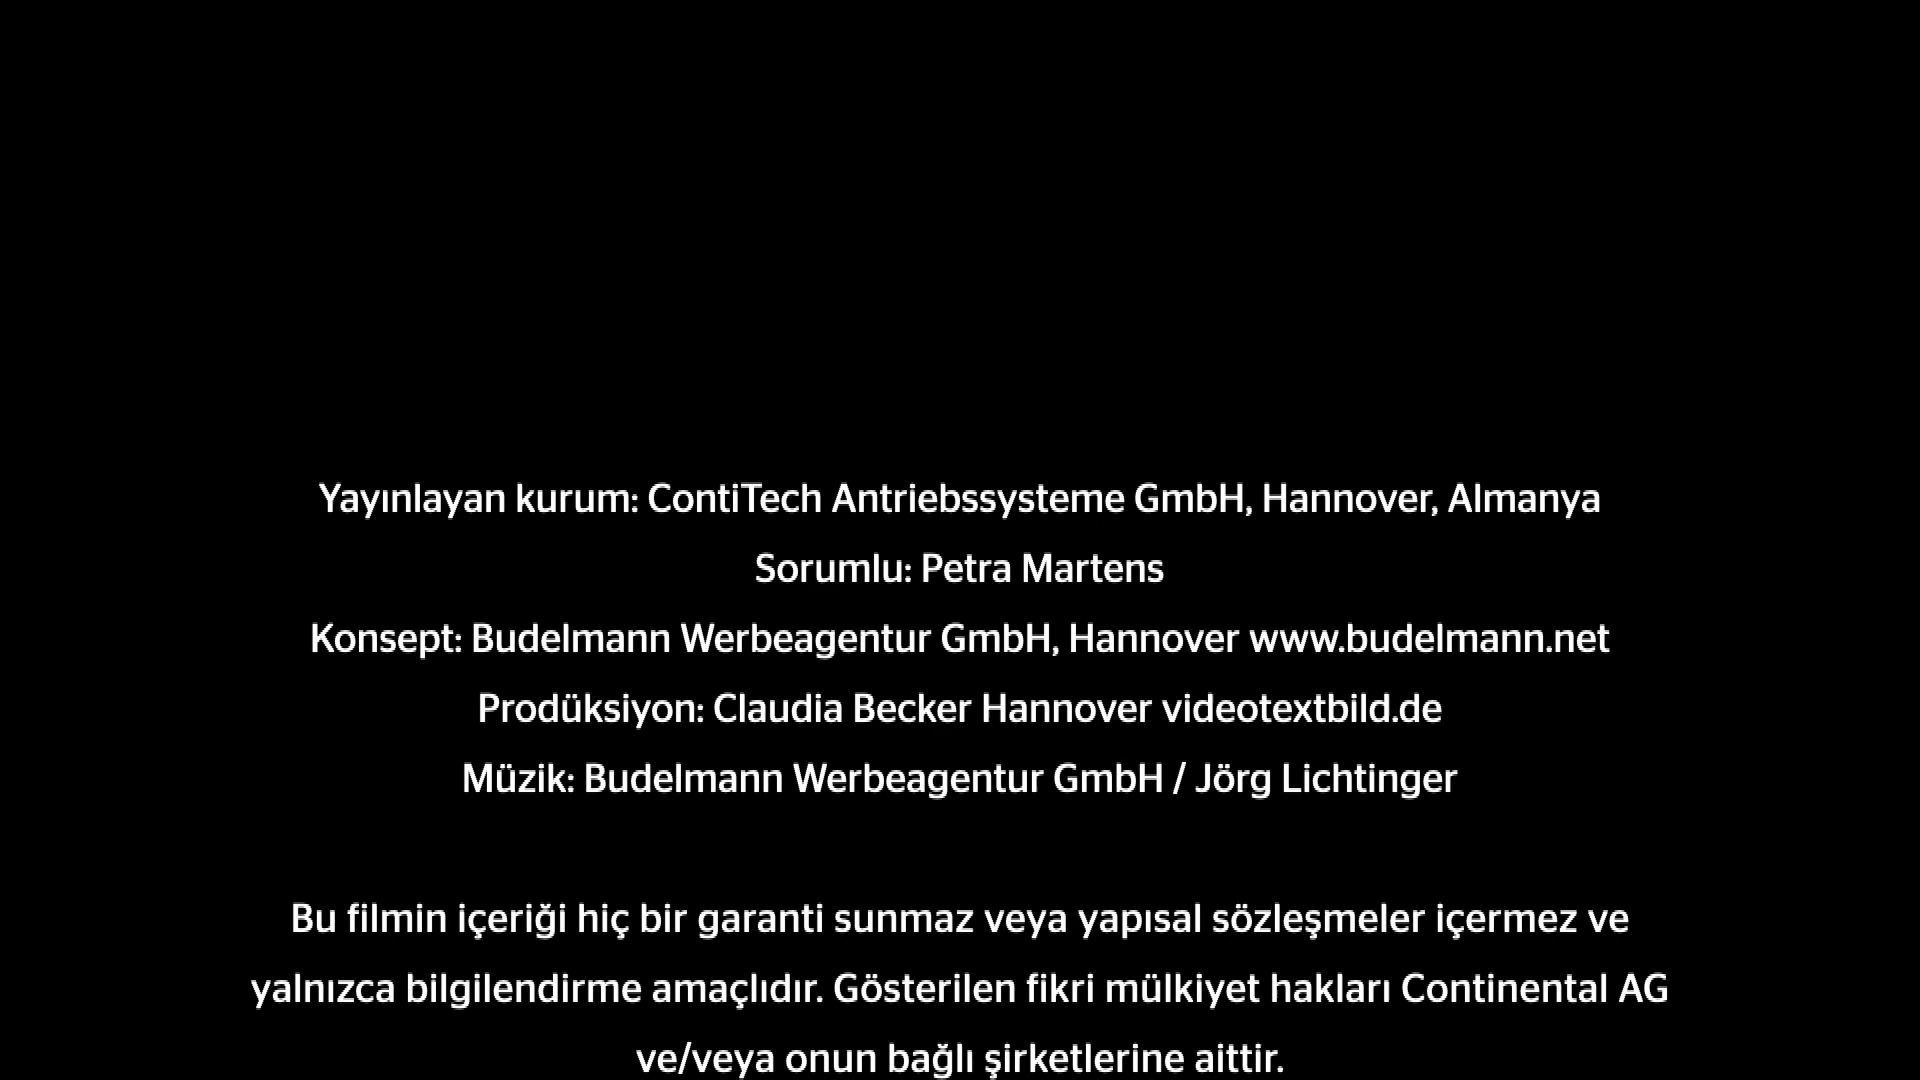 Yayınlayan kurum: ContiTech Antriebssysteme GmbH, Hannover, Almanya
Sorumlu: Petra Martens
Konsept: Budelmann Werbeagentur GmbH, Hannover www.budelmann.net
Prodüksiyon: Claudia Becker Hannover videotextbild.de
Müzik: Budelmann Werbeagentur GmbH / Jörg Lichtinger
Bu filmin içeriği hiç bir garanti sunmaz veya yapısal sözleşmeler içermez ve
yalnızca bilgilendirme amaçlıdır. Gösterilen fikri mülkiyet hakları Continental AG
ve/veya onun bağlı şirketlerine aittir.